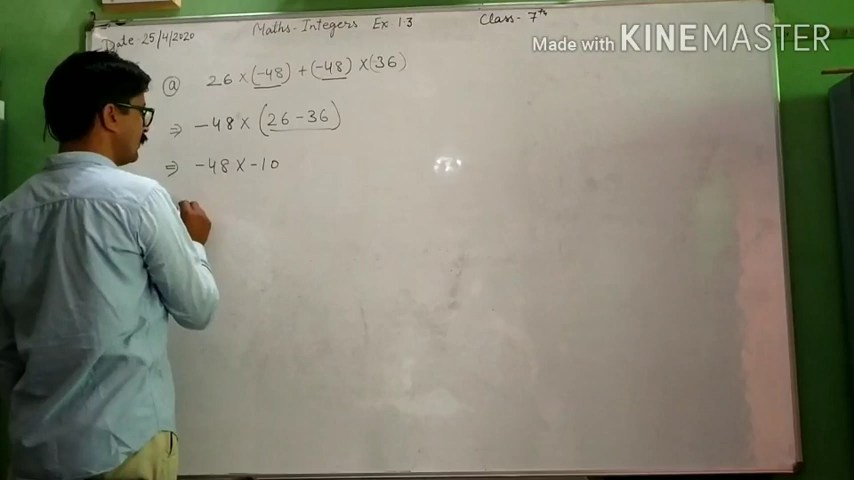 Date 25/4/2020 Maths- Integers Ex 1.3 Class- 7th
Made with KINEMASTER
ⓐ 26 × (-48) + (-48) × (-36)
⇒ -48 × (26 - 36)
⇒ -48 × -10